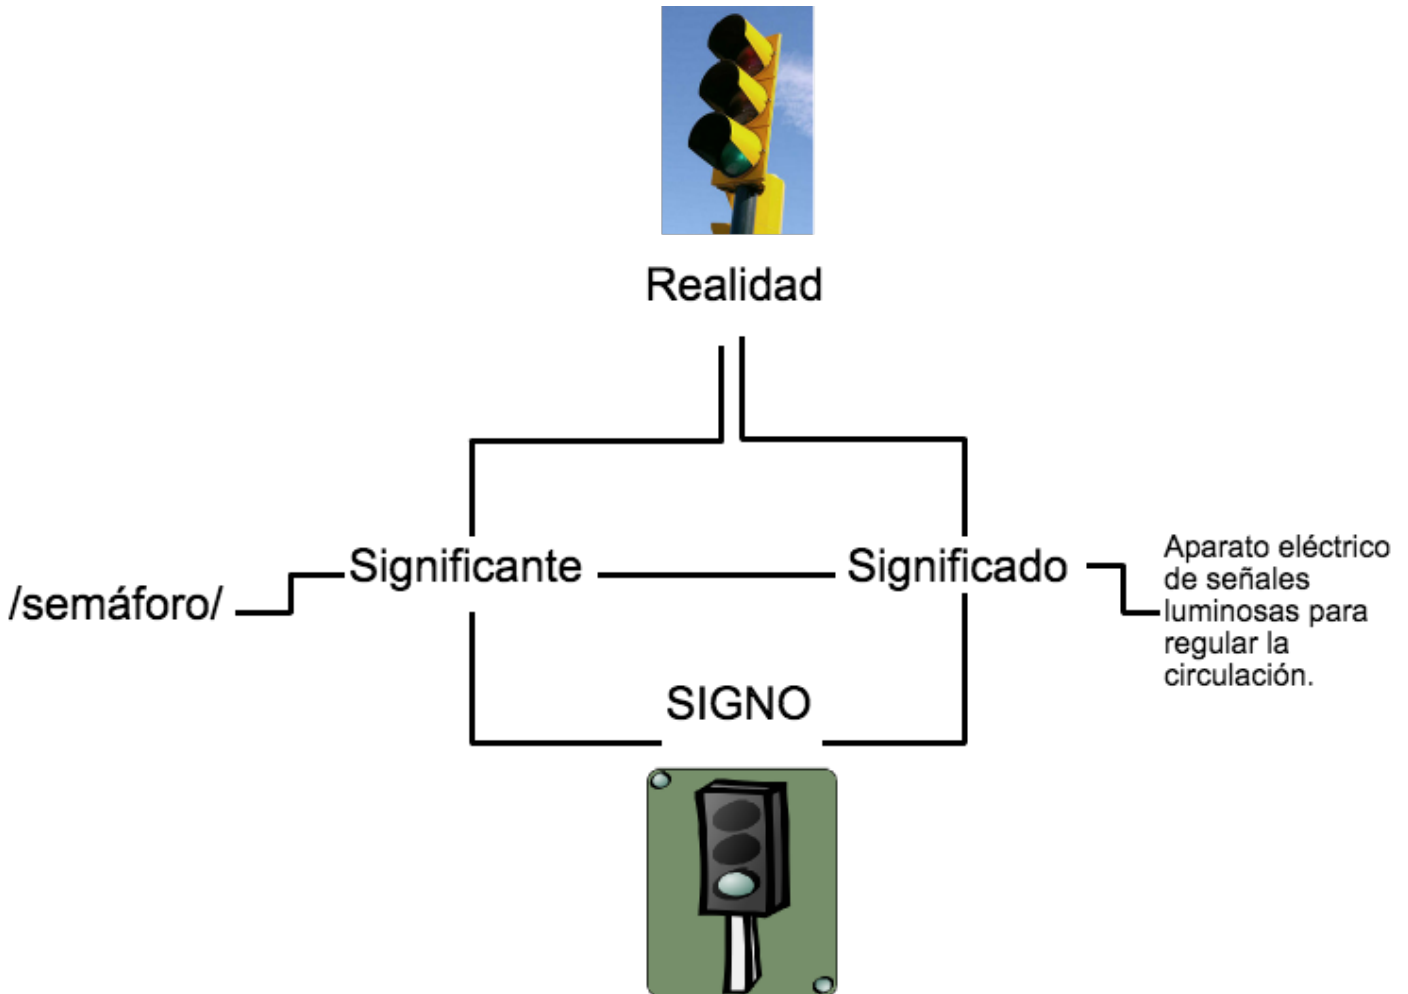 Realidad
Significante
Significado
/semáforo/
Aparato eléctrico
de señales
luminosas para
regular la
circulación.
SIGNO